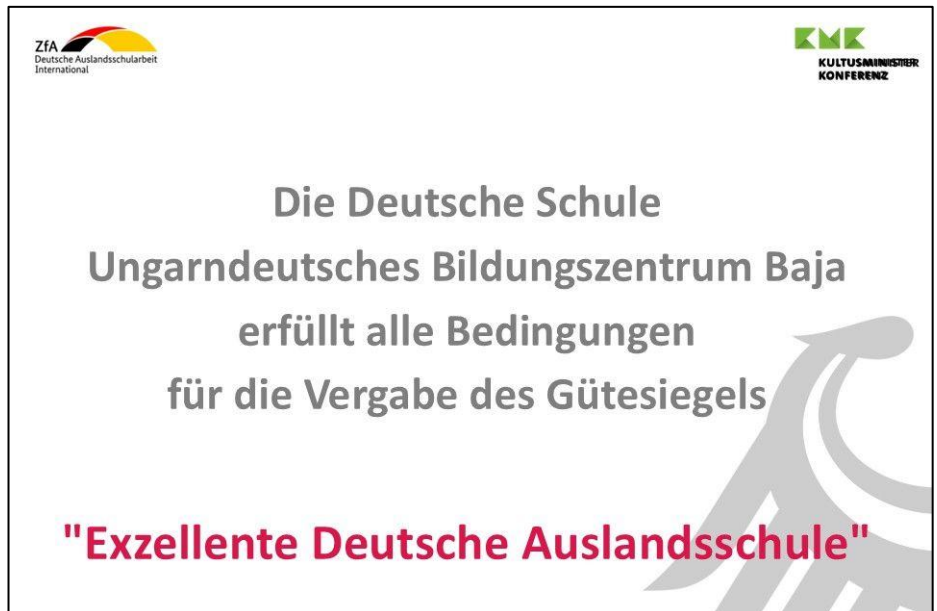 ZfA
Deutsche Auslandsschularbeit
International
KMK
KULTUSMINISTER
KONFERENZ
Die Deutsche Schule
Ungarndeutsches Bildungszentrum Baja
erfüllt alle Bedingungen
für die Vergabe des Gütesiegels
"Exzellente Deutsche Auslandsschule"